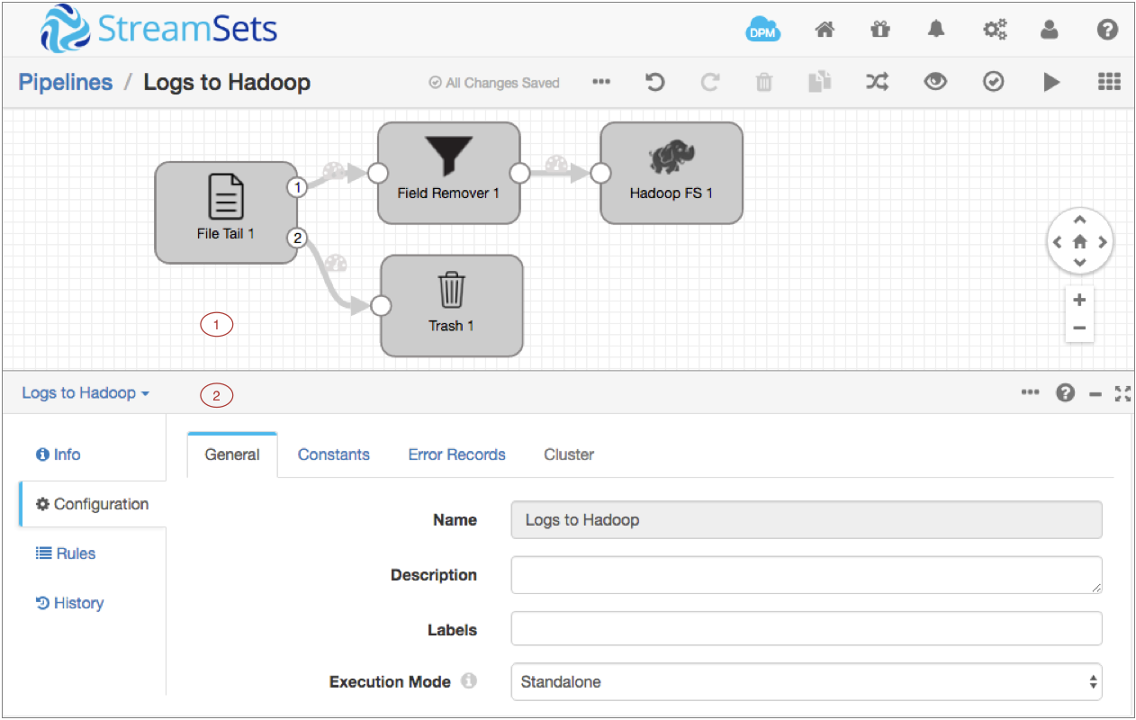 StreamSets
DPM
Pipelines / Logs to Hadoop
All Changes Saved
Field Remover 1
Hadoop FS 1
1
File Tail 1
2
Trash 1
1
Logs to Hadoop
2
Info
General
Constants
Error Records
Cluster
Configuration
Name
Logs to Hadoop
Rules
Description
History
Labels
Execution Mode
Standalone